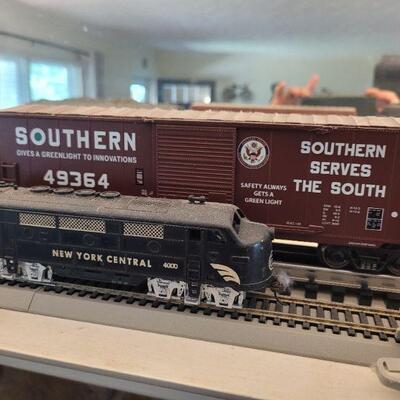 SOUTHERN
GIVES A GREENLIGHT TO INNOVATIONS
49364
SAFETY ALWAYS
GETS A
GREEN LIGHT
SOUTHERN
SERVES
THE SOUTH
NEW YORK CENTRAL
4000